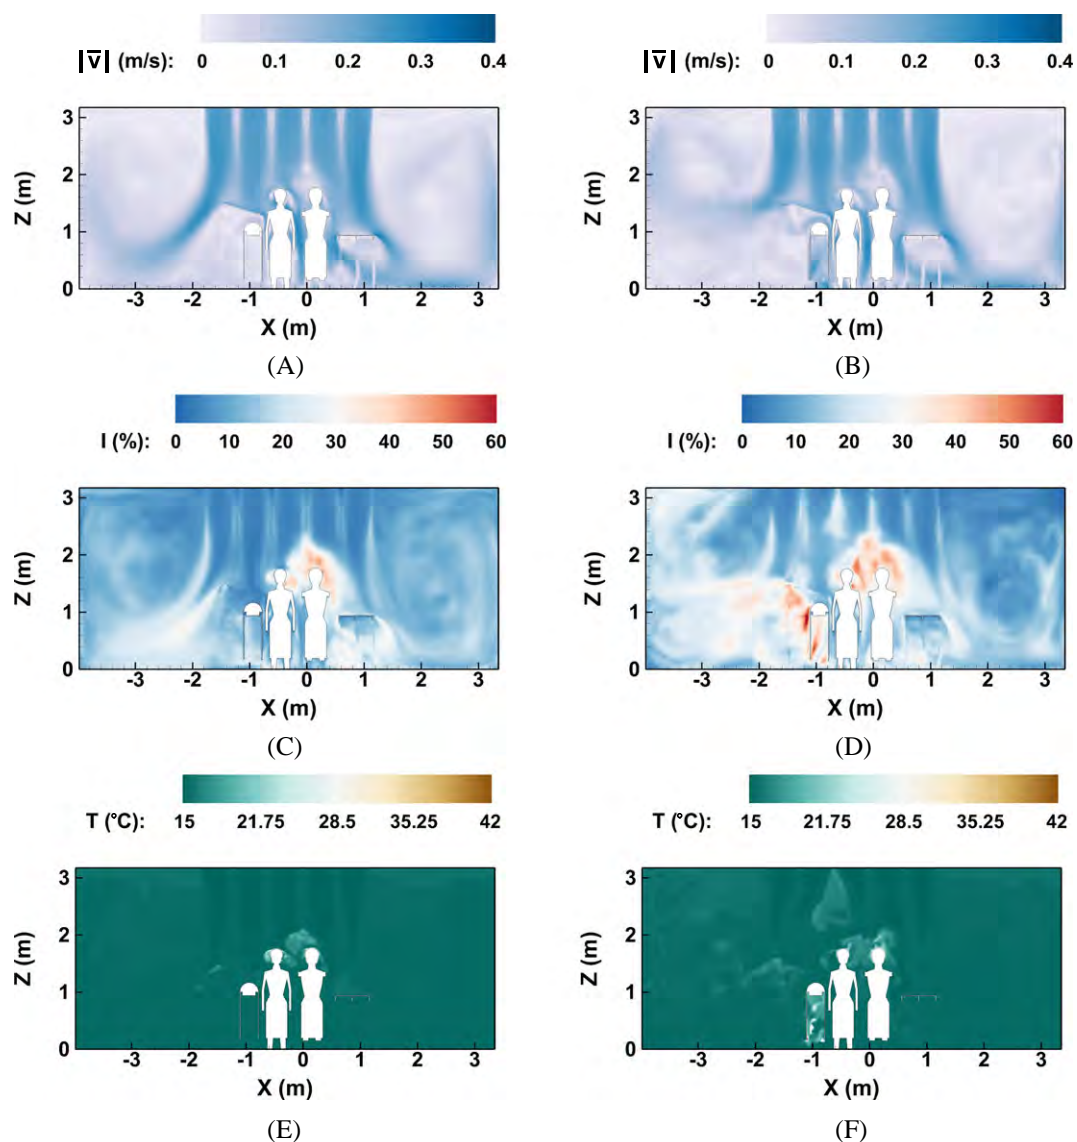 |v̅| (m/s): 0 0.1 0.2 0.3 0.4
|v̅| (m/s): 0 0.1 0.2 0.3 0.4
3
2
1
0
Z (m)
-3 -2 -1 0 1 2 3
X (m)
(A)
3
2
1
0
Z (m)
-3 -2 -1 0 1 2 3
X (m)
(B)
I (%): 0 10 20 30 40 50 60
I (%): 0 10 20 30 40 50 60
3
2
1
0
Z (m)
-3 -2 -1 0 1 2 3
X (m)
(C)
3
2
1
0
Z (m)
-3 -2 -1 0 1 2 3
X (m)
(D)
T (°C): 15 21.75 28.5 35.25 42
T (°C): 15 21.75 28.5 35.25 42
3
2
1
0
Z (m)
-3 -2 -1 0 1 2 3
X (m)
(E)
3
2
1
0
Z (m)
-3 -2 -1 0 1 2 3
X (m)
(F)